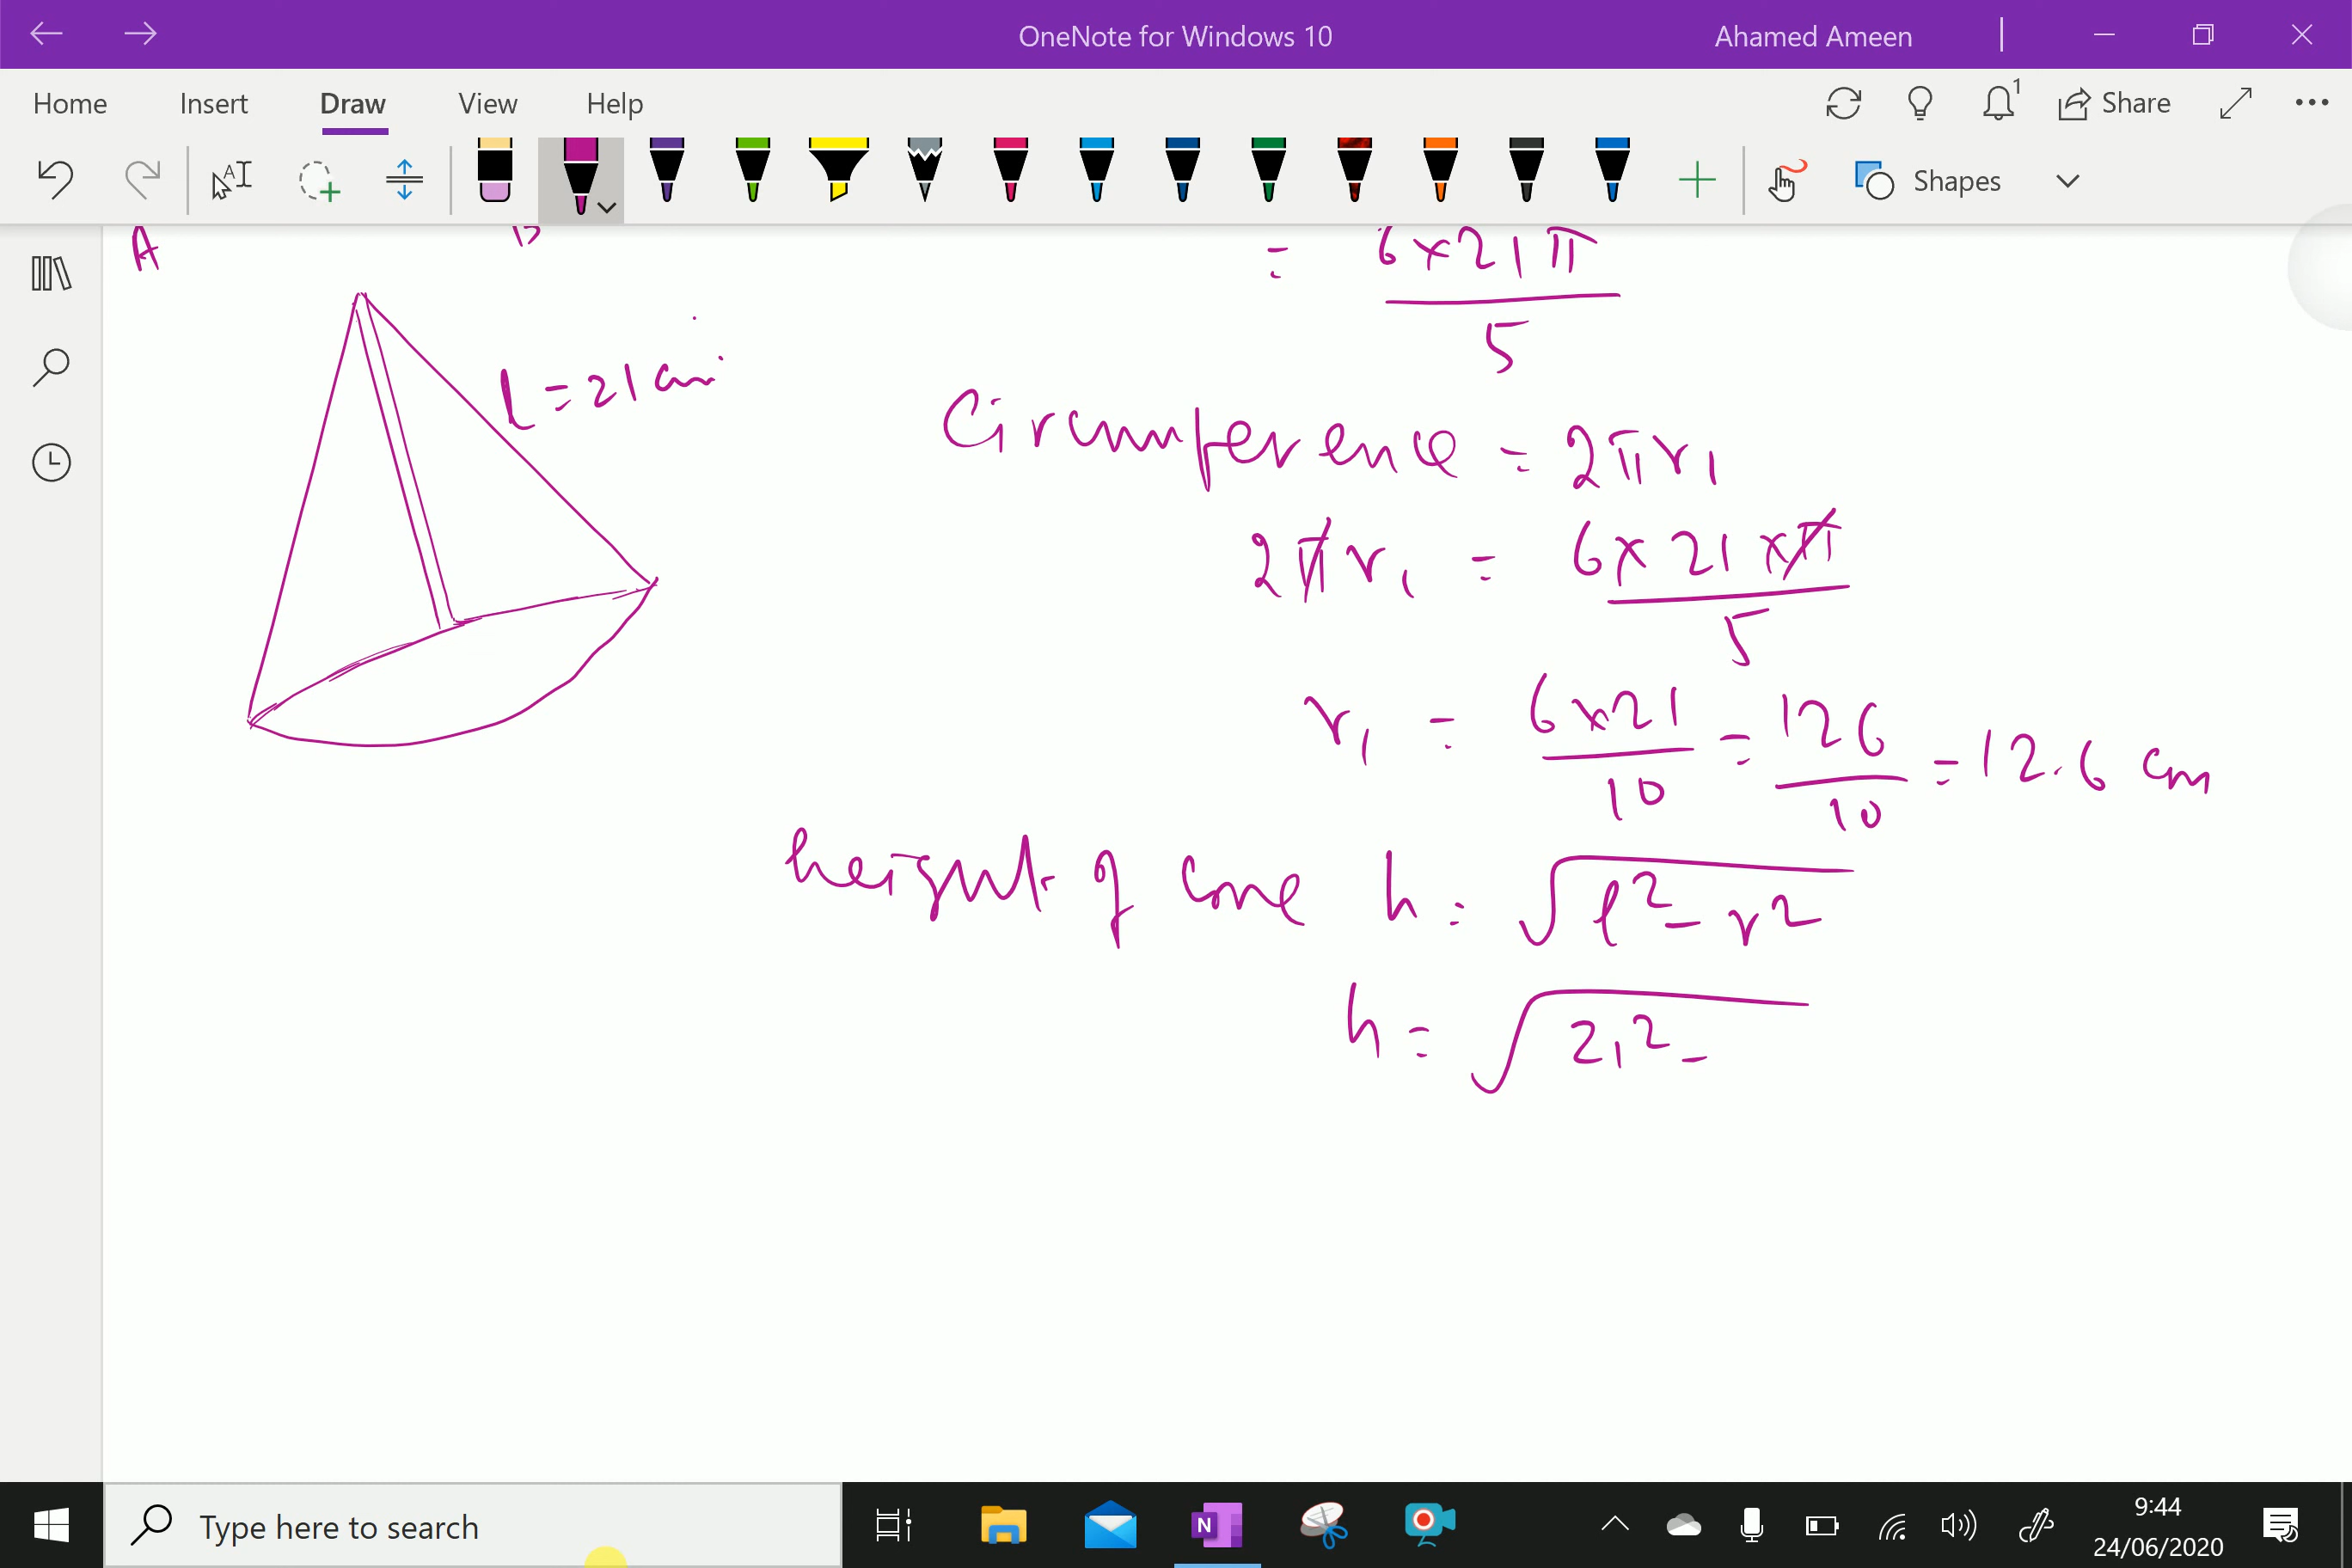 OneNote for Windows 10
Ahamed Ameen
Home Insert Draw View Help
1 Share
Shapes
A B
= 6×21π
5
l = 21 cm
Circumference = 2πr₁
2πr₁ = 6×21×π
5
r₁ = 6×21 = 126 = 12.6 cm
10 10
height of cone h = √l²-r²
h = √21²-
Type here to search
N
9:44
24/06/2020